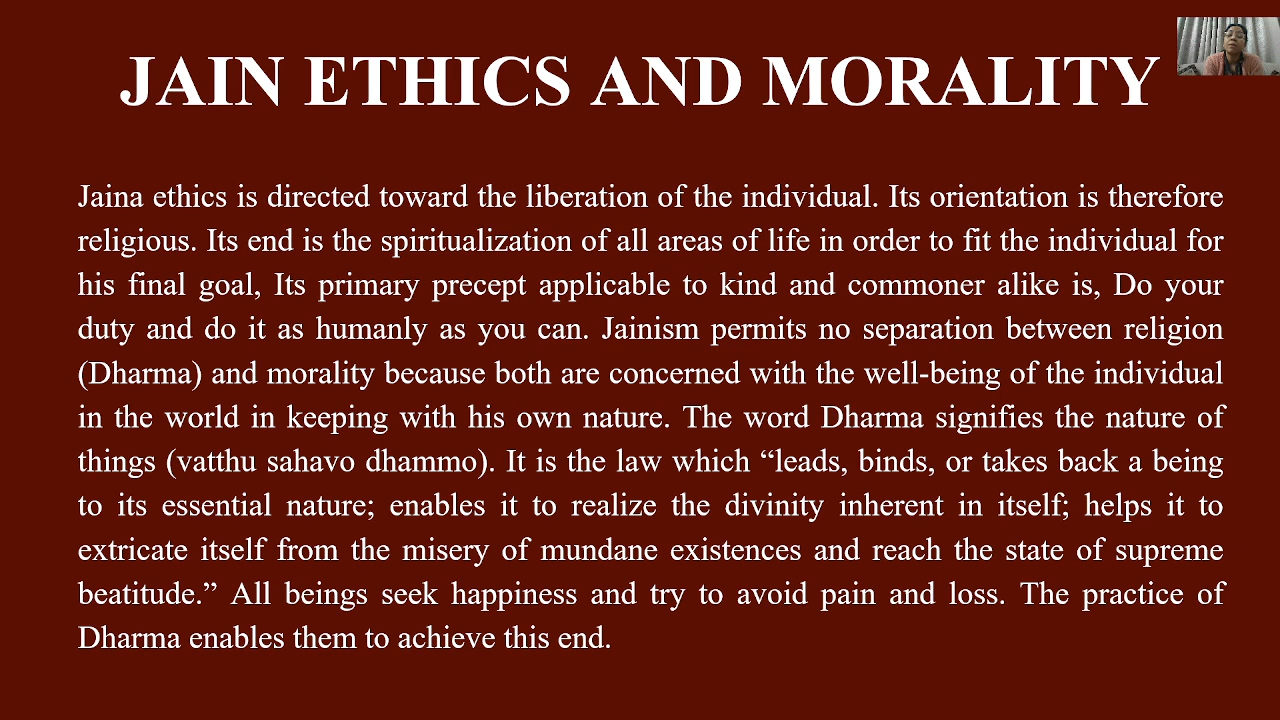 JAIN ETHICS AND MORALITY
Jaina ethics is directed toward the liberation of the individual. Its orientation is therefore
religious. Its end is the spiritualization of all areas of life in order to fit the individual for
his final goal, Its primary precept applicable to kind and commoner alike is, Do your
duty and do it as humanly as you can. Jainism permits no separation between religion
(Dharma) and morality because both are concerned with the well-being of the individual
in the world in keeping with his own nature. The word Dharma signifies the nature of
things (vatthu sahavo dhammo). It is the law which “leads, binds, or takes back a being
to its essential nature; enables it to realize the divinity inherent in itself; helps it to
extricate itself from the misery of mundane existences and reach the state of supreme
beatitude.” All beings seek happiness and try to avoid pain and loss. The practice of
Dharma enables them to achieve this end.